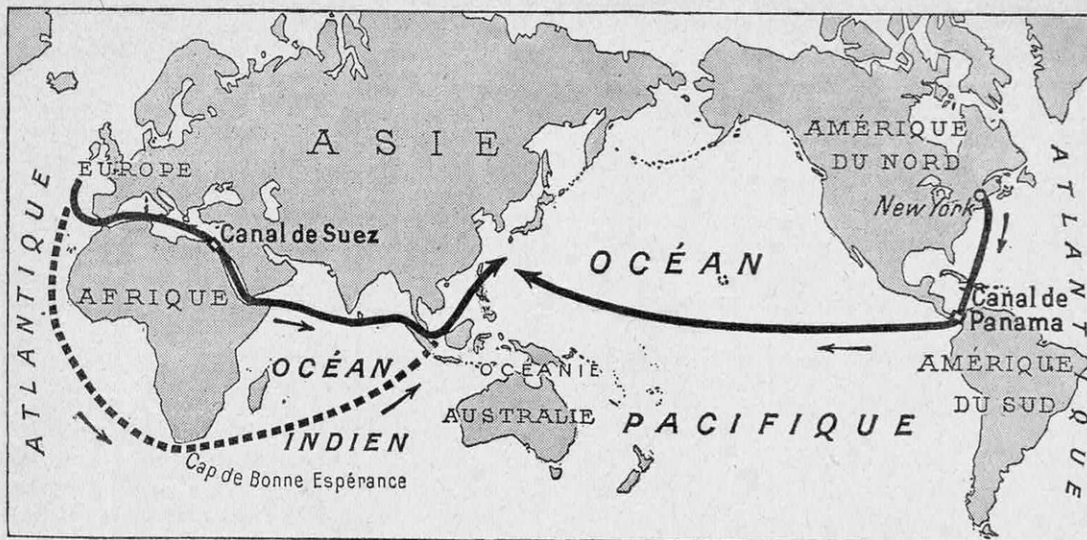 ATLANTIQUE
EUROPE
ASIE
Canal de Suez
AFRIQUE
OCÉAN
INDIEN
Cap de Bonne Espérance
OCÉANIE
AUSTRALIE
OCÉAN
PACIFIQUE
AMÉRIQUE
DU NORD
New York
Canal de
Panama
AMÉRIQUE
DU SUD
ATLANTIQUE